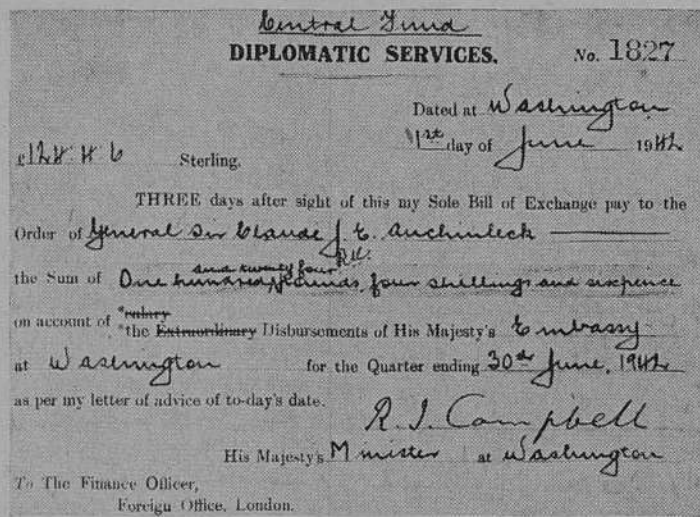 Central Fund
DIPLOMATIC SERVICES. No. 1827
Dated at Washington
1st day of June 1942
£124. 4. 6 Sterling.
THREE days after sight of this my Sole Bill of Exchange pay to the
Order of General Sir Claude J. E. Auchinleck
and twenty four
the Sum of One hundred pounds, four shillings and sixpence
*salary
on account of *the Extraordinary Disbursements of His Majesty's Embassy
at Washington for the Quarter ending 30th June, 1942
as per my letter of advice of to-day's date.
R. I. Campbell
His Majesty's Minister at Washington
To The Finance Officer,
Foreign Office, London.